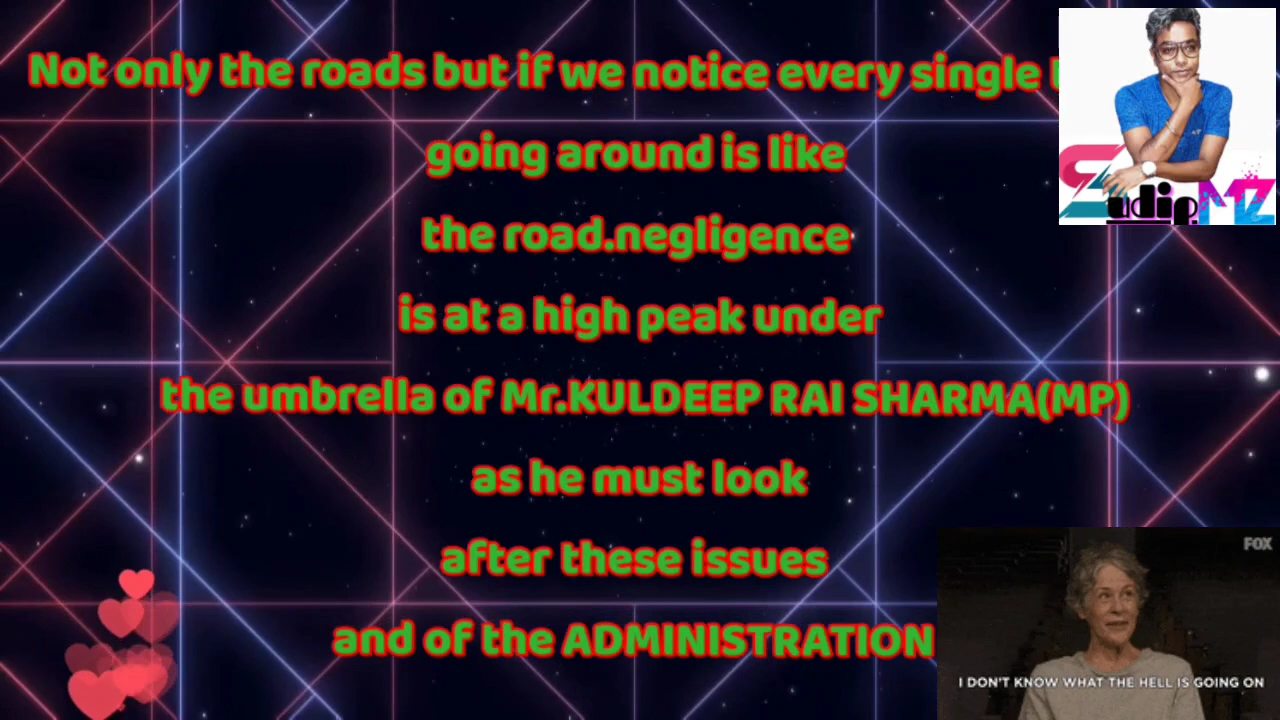 Not only the roads but if we notice every single
going around is like
the road.negligence
is at a high peak under
the umbrella of Mr.KULDEEP RAI SHARMA(MP)
as he must look
after these issues
and of the ADMINISTRATION
Sudip MZ
FOX
I DON'T KNOW WHAT THE HELL IS GOING ON